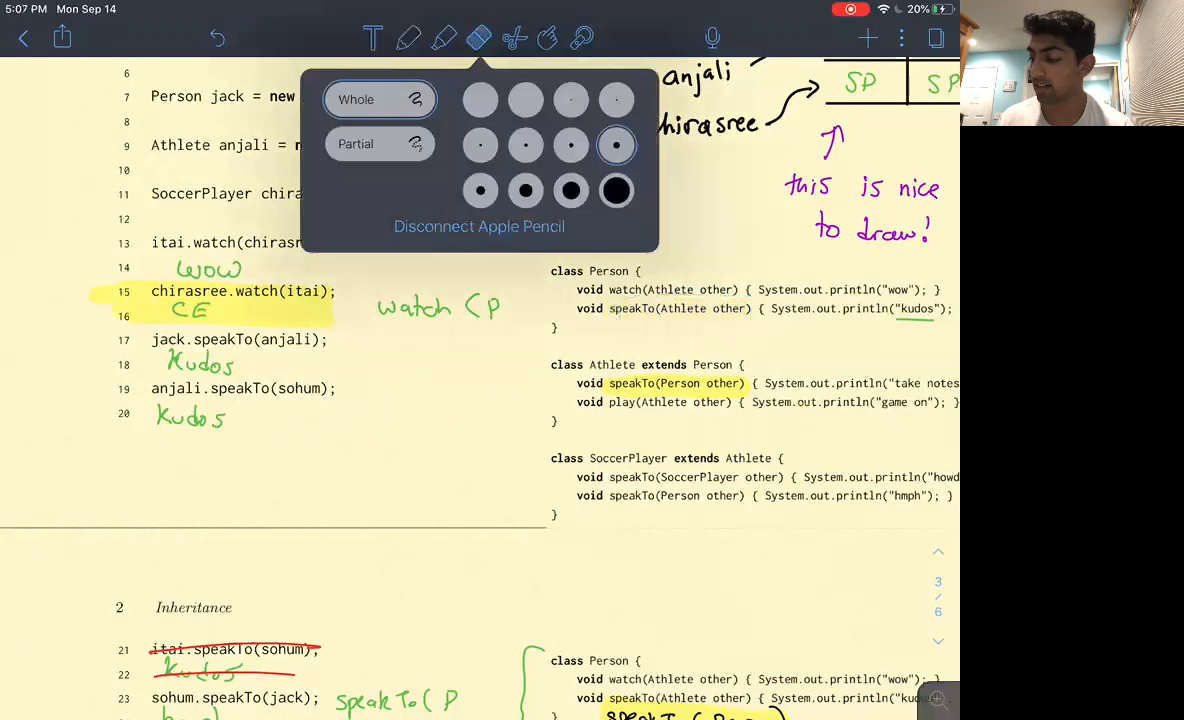 5:07 PM Mon Sep 14
20%
T
Whole
Partial
Disconnect Apple Pencil
6
7 Person jack = new
8
9 Athlete anjali =
10
11 SoccerPlayer chira
12
13 itai.watch(chirasr
14 wow
15 chirasree.watch(itai);
16 CE
watch (P
17 jack.speakTo(anjali);
18 Kudos
19 anjali.speakTo(sohum);
20 Kudos
anjali
hirasree
SP SP
this is nice
to draw!
class Person {
void watch(Athlete other) { System.out.println("wow"); }
void speakTo(Athlete other) { System.out.println("kudos");
}
class Athlete extends Person {
void speakTo(Person other) { System.out.println("take notes
void play(Athlete other) { System.out.println("game on"); }
}
class SoccerPlayer extends Athlete {
void speakTo(SoccerPlayer other) { System.out.println("howd
void speakTo(Person other) { System.out.println("hmph"); }
}
3
/
6
2 Inheritance
21 itai.speakTo(sohum);
22 Kudos
23 sohum.speakTo(jack); speakTo( P
class Person {
void watch(Athlete other) { System.out.println("wow"); }
void speakTo(Athlete other) { System.out.println("kud
}